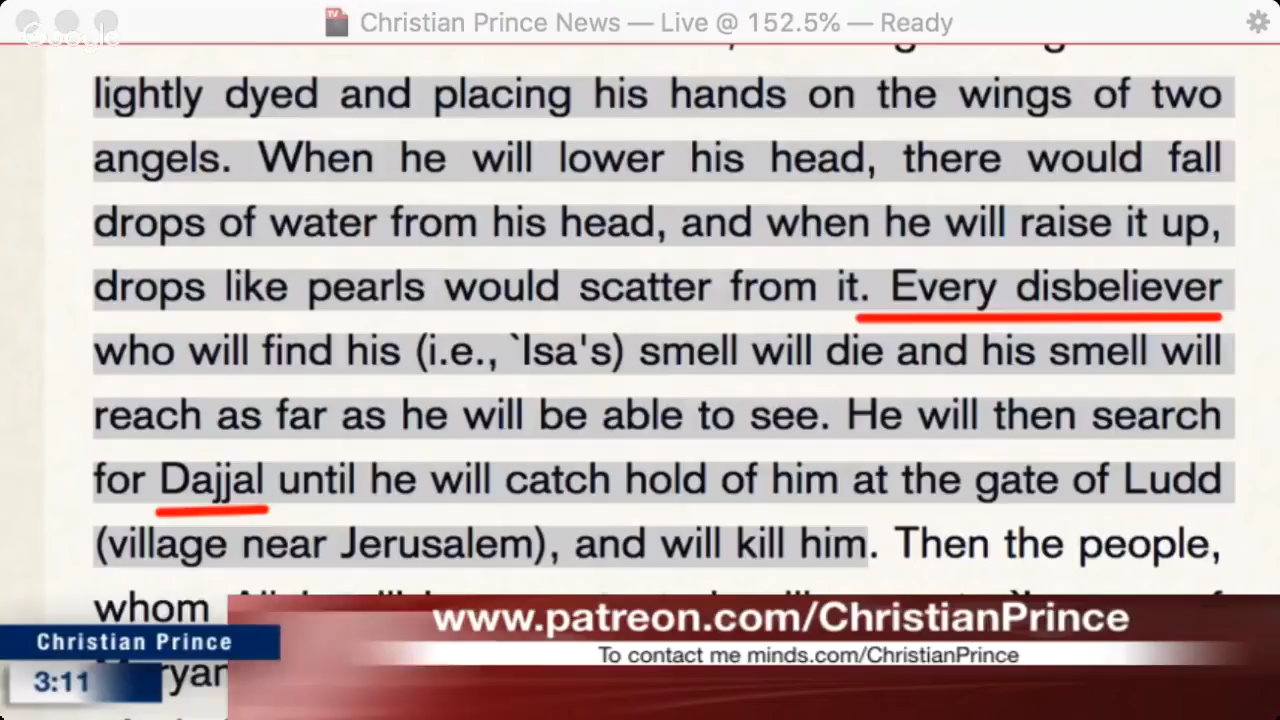 Christian Prince News — Live @ 152.5% — Ready
Google
lightly dyed and placing his hands on the wings of two
angels. When he will lower his head, there would fall
drops of water from his head, and when he will raise it up,
drops like pearls would scatter from it. Every disbeliever
who will find his (i.e., `Isa's) smell will die and his smell will
reach as far as he will be able to see. He will then search
for Dajjal until he will catch hold of him at the gate of Ludd
(village near Jerusalem), and will kill him. Then the people,
whom
www.patreon.com/ChristianPrince
Christian Prince
To contact me minds.com/ChristianPrince
3:11